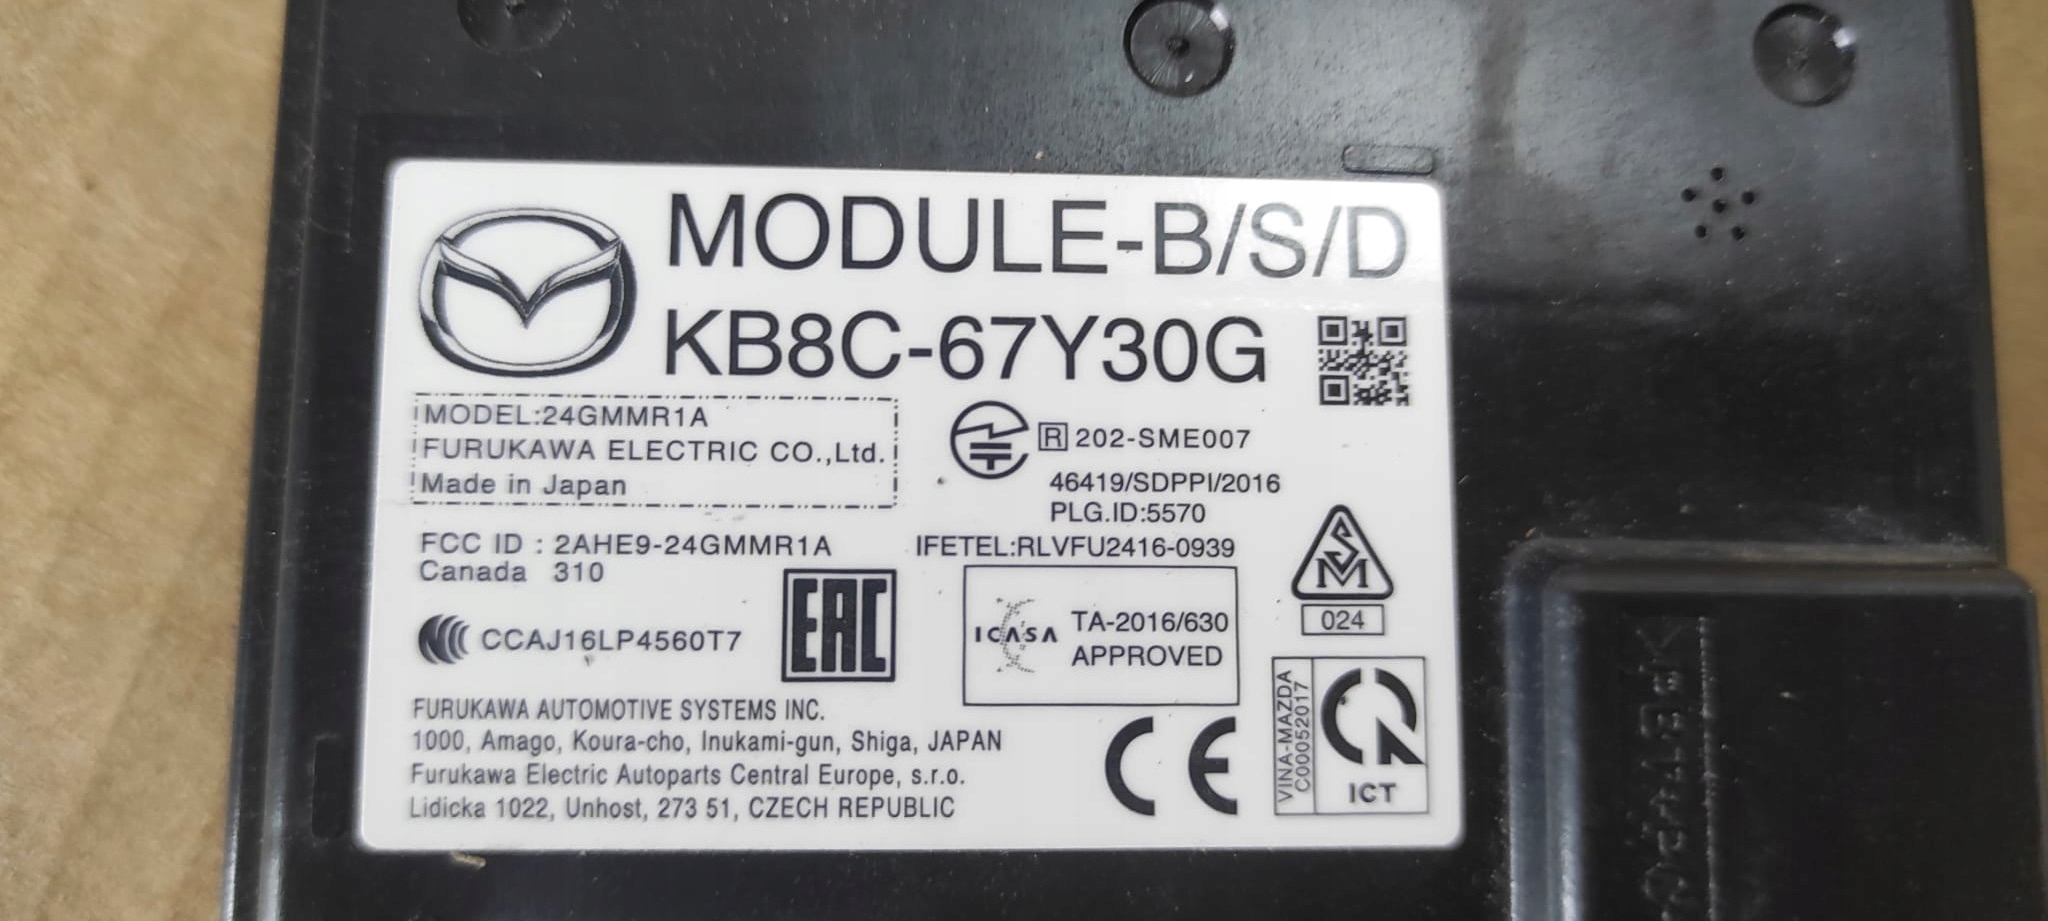 MODULE-B/S/D
KB8C-67Y30G
MODEL:24GMMR1A
FURUKAWA ELECTRIC CO.,Ltd.
Made in Japan
R 202-SME007
46419/SDPPI/2016
PLG.ID:5570
FCC ID : 2AHE9-24GMMR1A
Canada 310
IFETEL:RLVFU2416-0939
SM
024
CCAJ16LP4560T7
EAC
ICASA
TA-2016/630
APPROVED
VINA-MAZDA
C00052017
ICT
FURUKAWA AUTOMOTIVE SYSTEMS INC.
1000, Amago, Koura-cho, Inukami-gun, Shiga, JAPAN
Furukawa Electric Autoparts Central Europe, s.r.o.
Lidicka 1022, Unhost, 273 51, CZECH REPUBLIC
CE